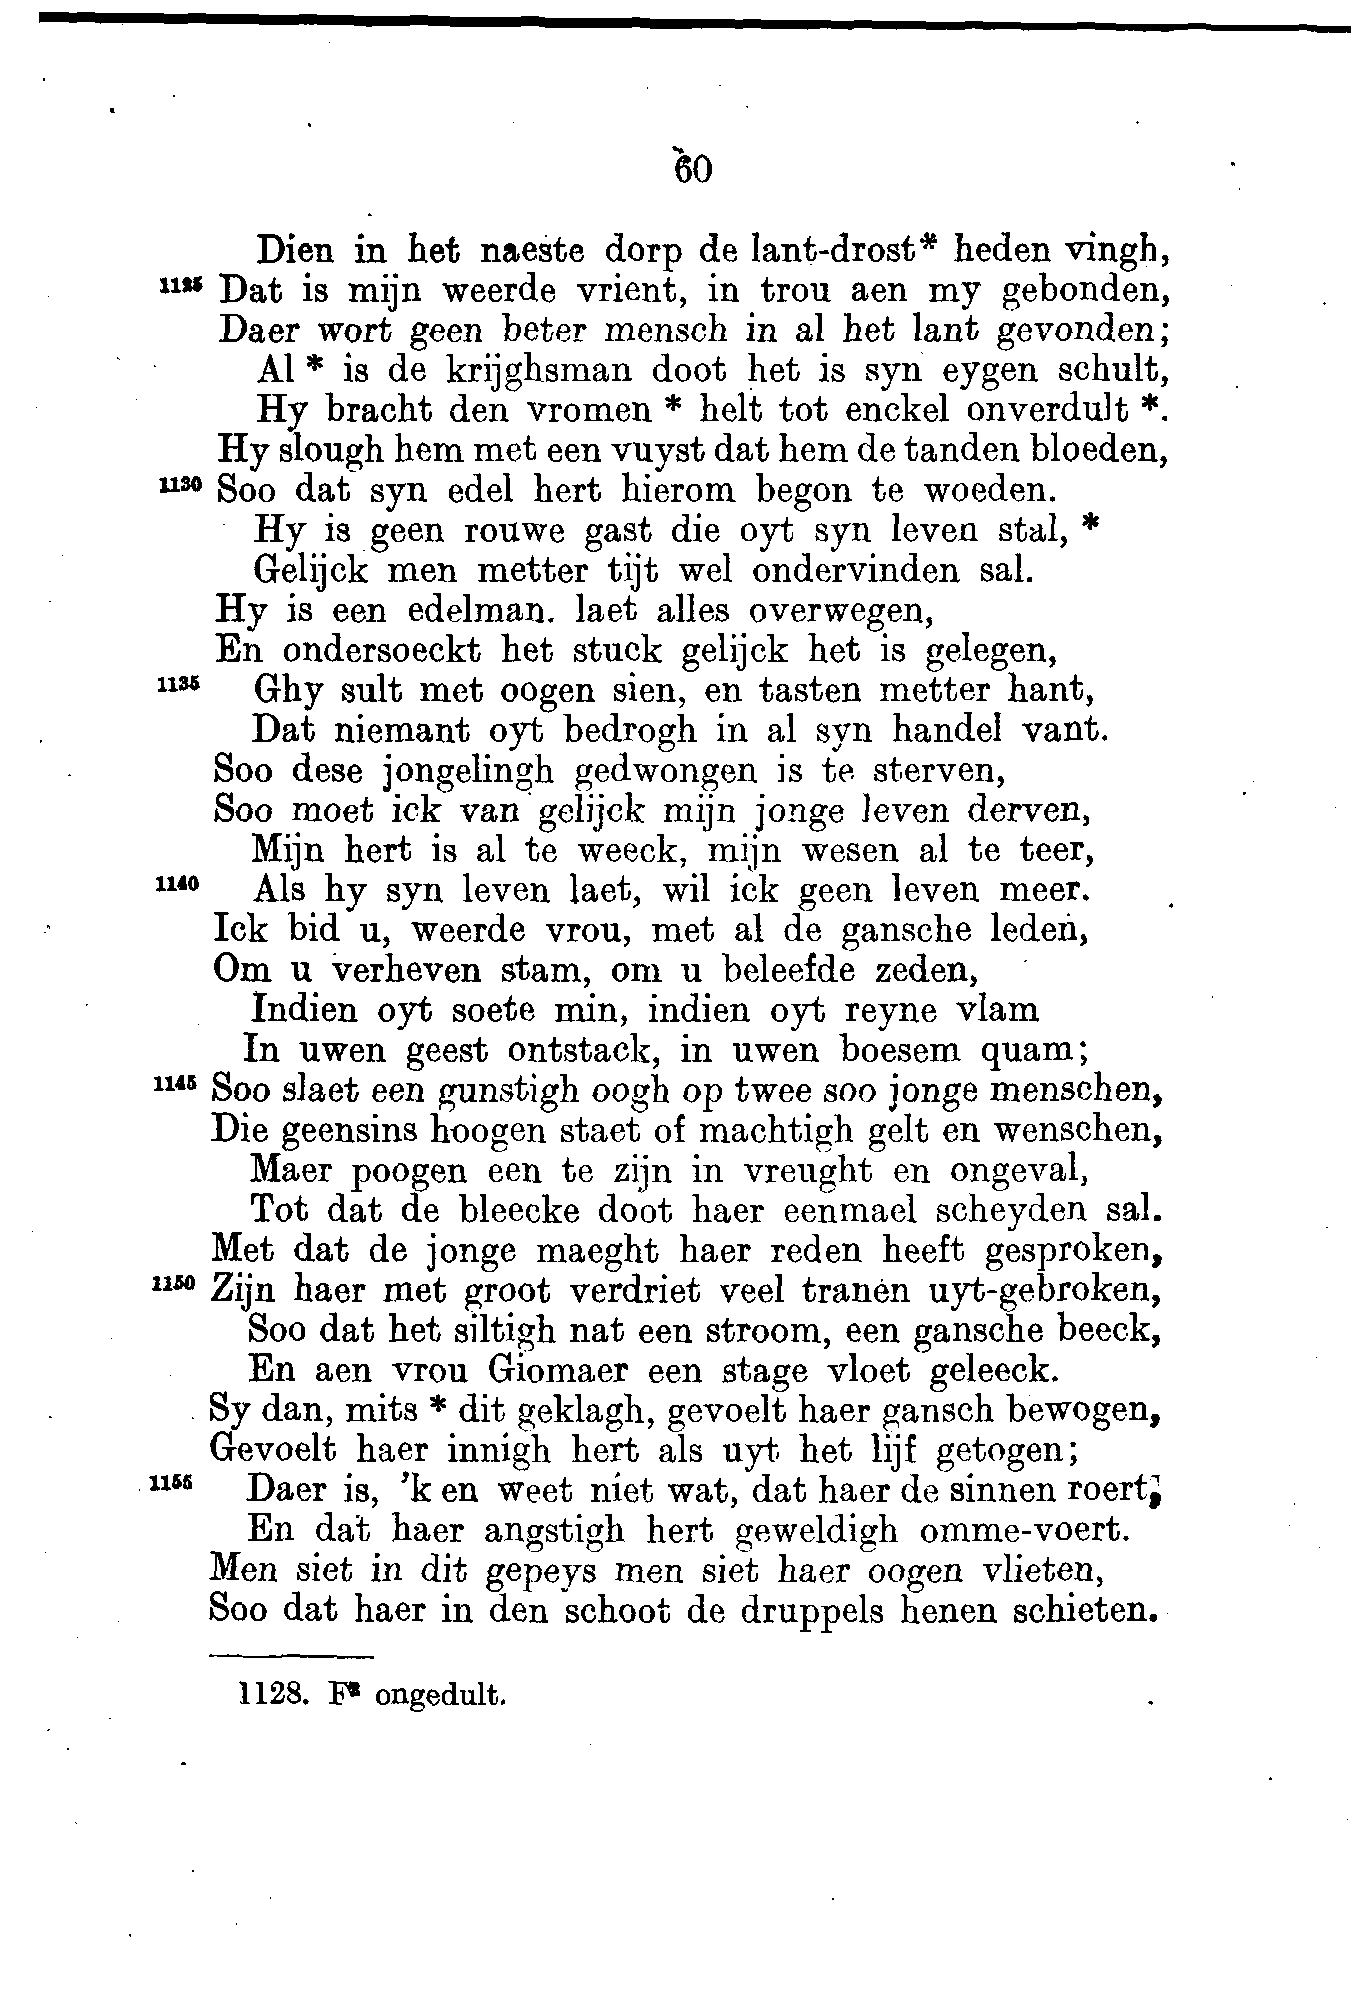 60
Dien in het naeste dorp de lant-drost* heden vingh,
1125 Dat is mijn weerde vrient, in trou aen my gebonden,
Daer wort geen beter mensch in al het lant gevonden;
Al * is de krijghsman doot het is syn eygen schult,
Hy bracht den vromen * helt tot enckel onverdult *.
Hy slough hem met een vuyst dat hem de tanden bloeden,
1130 Soo dat syn edel hert hierom begon te woeden.
Hy is geen rouwe gast die oyt syn leven stal, *
Gelijck men metter tijt wel ondervinden sal.
Hy is een edelman. laet alles overwegen,
En ondersoeckt het stuck gelijck het is gelegen,
1135 Ghy sult met oogen sien, en tasten metter hant,
Dat niemant oyt bedrogh in al syn handel vant.
Soo dese jongelingh gedwongen is te sterven,
Soo moet ick van gelijck mijn jonge leven derven,
Mijn hert is al te weeck, mijn wesen al te teer,
1140 Als hy syn leven laet, wil ick geen leven meer.
Ick bid u, weerde vrou, met al de gansche leden,
Om u verheven stam, om u beleefde zeden,
Indien oyt soete min, indien oyt reyne vlam
In uwen geest ontstack, in uwen boesem quam;
1145 Soo slaet een gunstigh oogh op twee soo jonge menschen,
Die geensins hoogen staet of machtigh gelt en wenschen,
Maer poogen een te zijn in vreught en ongeval,
Tot dat de bleecke doot haer eenmael scheyden sal.
Met dat de jonge maeght haer reden heeft gesproken,
1150 Zijn haer met groot verdriet veel tranen uyt-gebroken,
Soo dat het siltigh nat een stroom, een gansche beeck,
En aen vrou Giomaer een stage vloet geleeck.
Sy dan, mits * dit geklagh, gevoelt haer gansch bewogen,
Gevoelt haer innigh hert als uyt het lijf getogen;
1155 Daer is, 'k en weet niet wat, dat haer de sinnen roert;
En dat haer angstigh hert geweldigh omme-voert.
Men siet in dit gepeys men siet haer oogen vlieten,
Soo dat haer in den schoot de druppels henen schieten.
1128. F² ongedult.